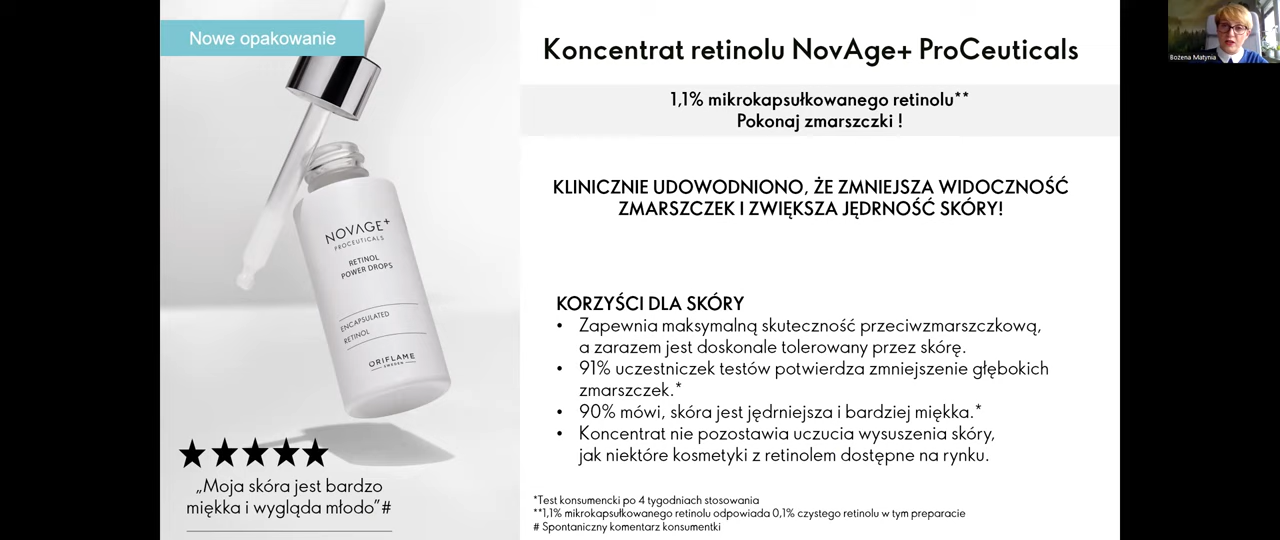 Nowe opakowanie
NOVAGE+
PROCEUTICALS
RETINOL
POWER DROPS
ENCAPSULATED
RETINOL
ORIFLAME
SWEDEN
„Moja skóra jest bardzo
miękka i wygląda młodo”#
Koncentrat retinolu NovAge+ ProCeuticals
1,1% mikrokapsułkowanego retinolu**
Pokonaj zmarszczki !
KLINICZNIE UDOWODNIONO, ŻE ZMNIEJSZA WIDOCZNOŚĆ
ZMARSZCZEK I ZWIĘKSZA JĘDRNOŚĆ SKÓRY!
KORZYŚCI DLA SKÓRY
• Zapewnia maksymalną skuteczność przeciwzmarszczkową,
a zarazem jest doskonale tolerowany przez skórę.
• 91% uczestniczek testów potwierdza zmniejszenie głębokich
zmarszczek.*
• 90% mówi, skóra jest jędrniejsza i bardziej miękka.*
• Koncentrat nie pozostawia uczucia wysuszenia skóry,
jak niektóre kosmetyki z retinolem dostępne na rynku.
*Test konsumencki po 4 tygodniach stosowania
**1,1% mikrokapsułkowanego retinolu odpowiada 0,1% czystego retinolu w tym preparacie
# Spontaniczny komentarz konsumentki
Bożena Matynia